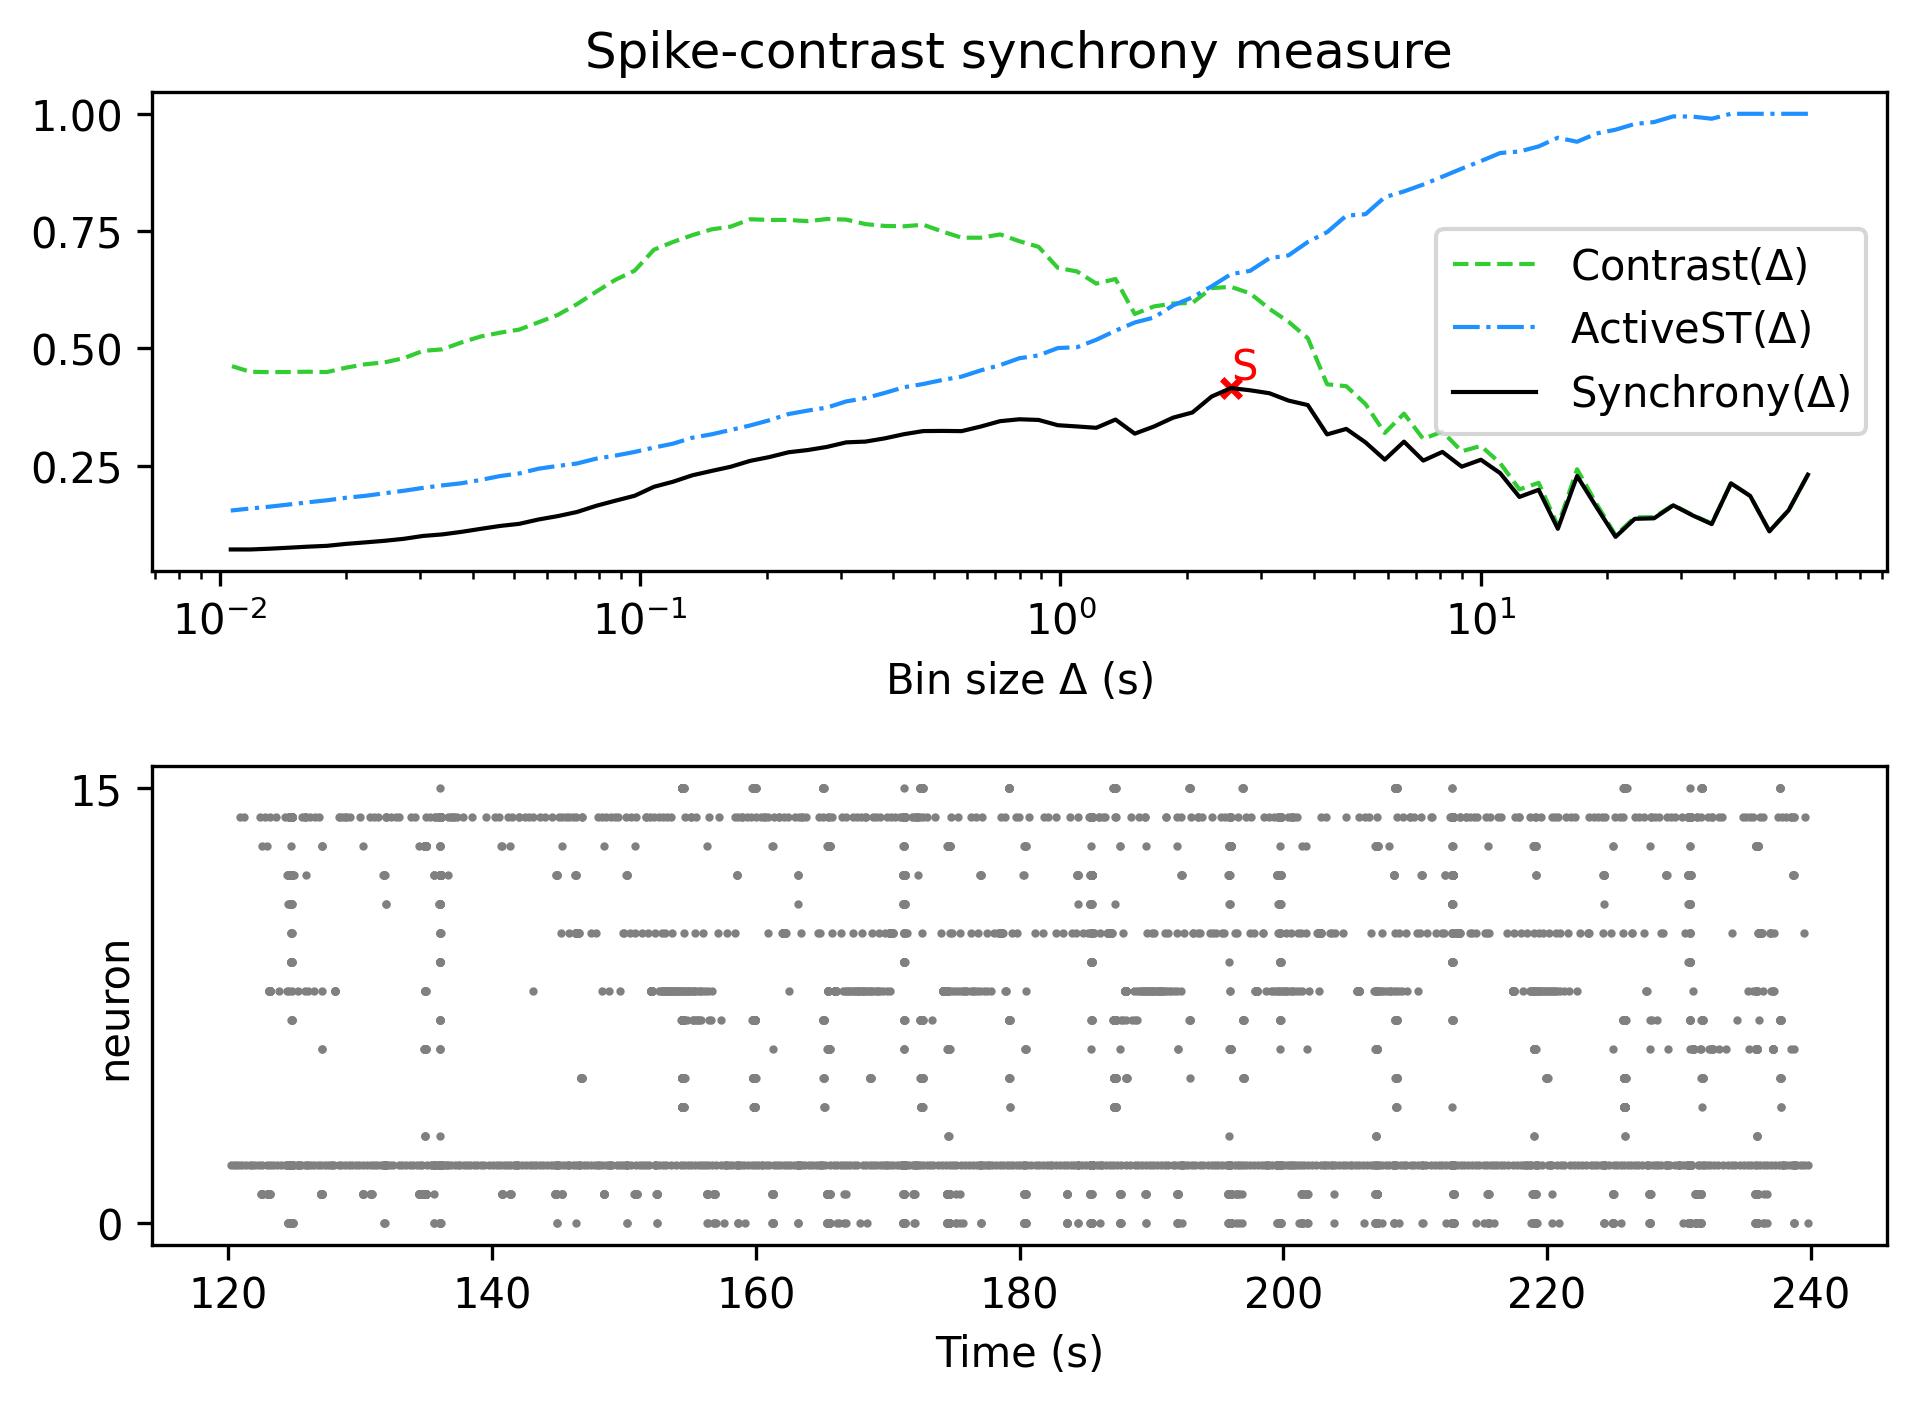 Spike-contrast synchrony measure
1.00
0.75
0.50
0.25
Contrast(Δ)
ActiveST(Δ)
Synchrony(Δ)
S
10⁻² 10⁻¹ 10⁰ 10¹
Bin size Δ (s)
15
0
neuron
120 140 160 180 200 220 240
Time (s)